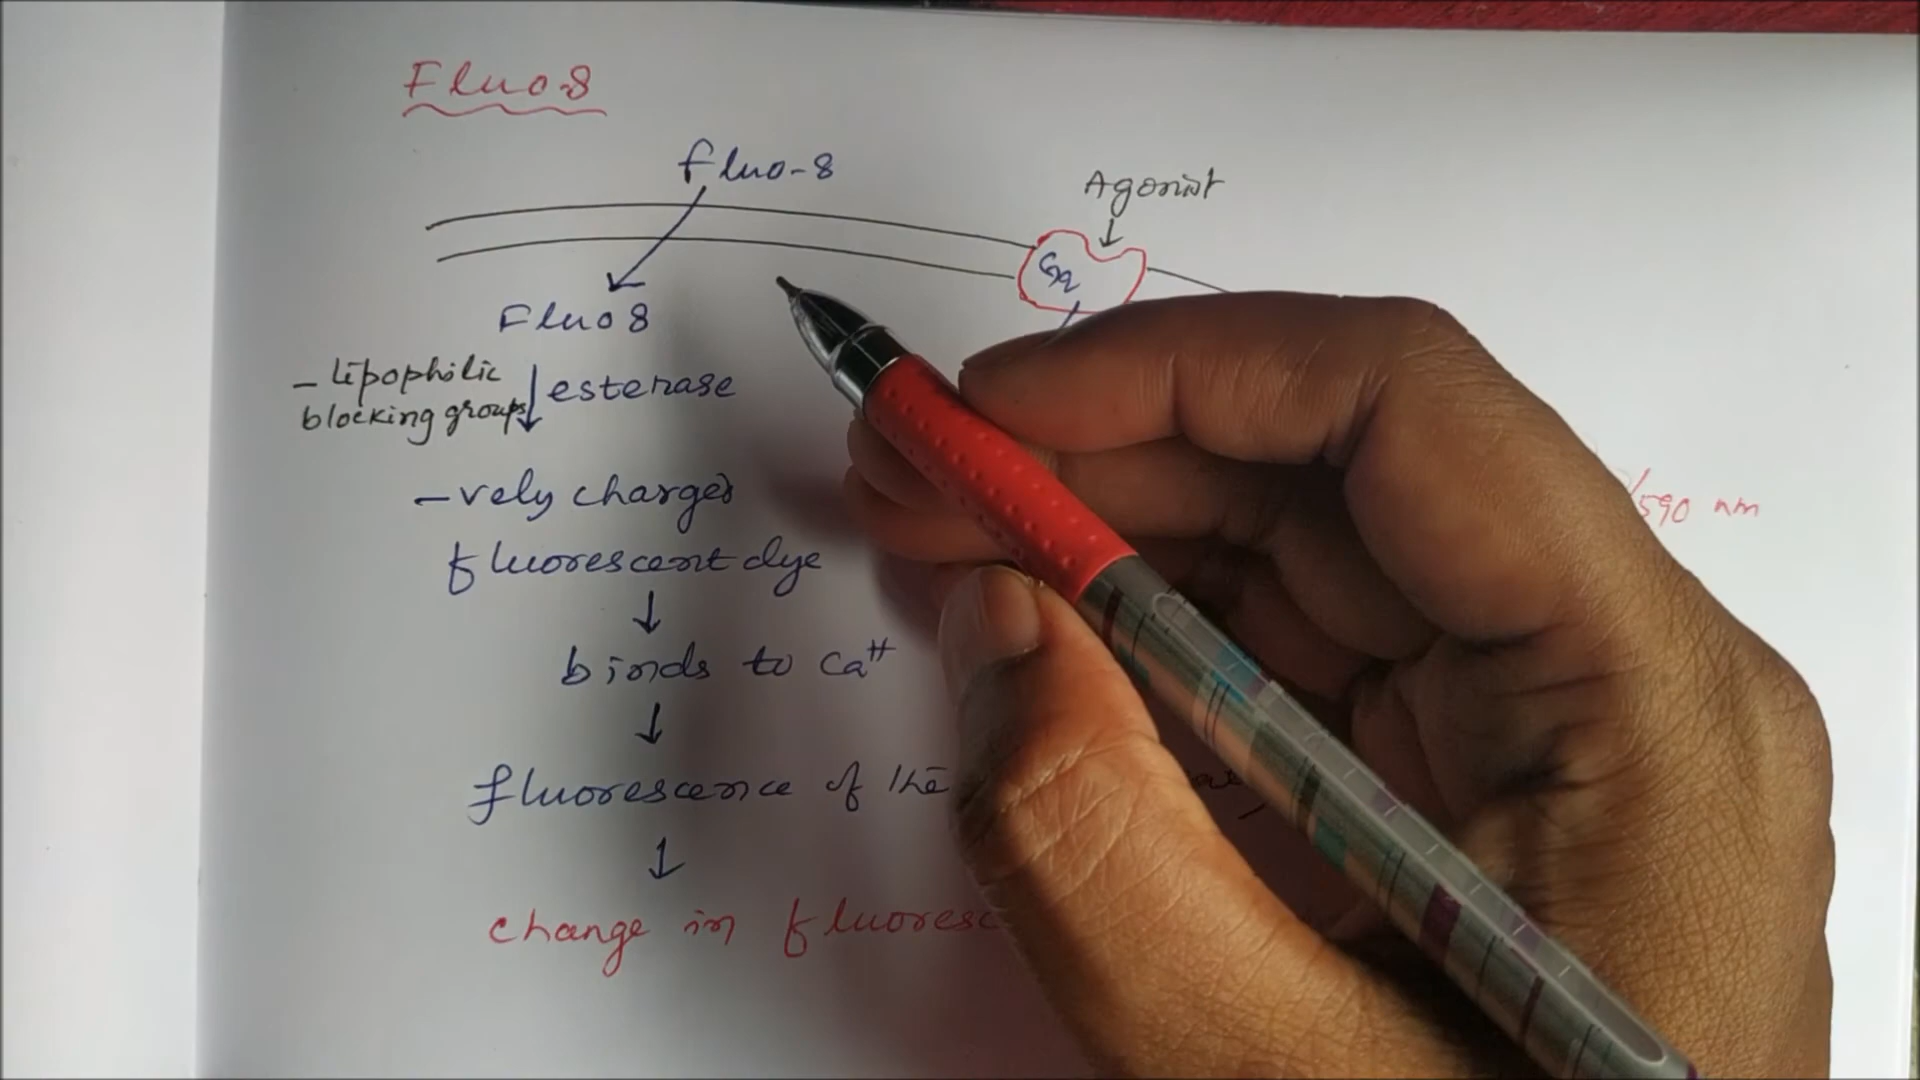 Fluo-8
fluo-8
Agonist
Gq
Fluo 8
- lipophilic
blocking groups
esterase
-vely charged
/590 nm
fluorescent dye
binds to Ca++
fluorescence of the
change in fluoresc